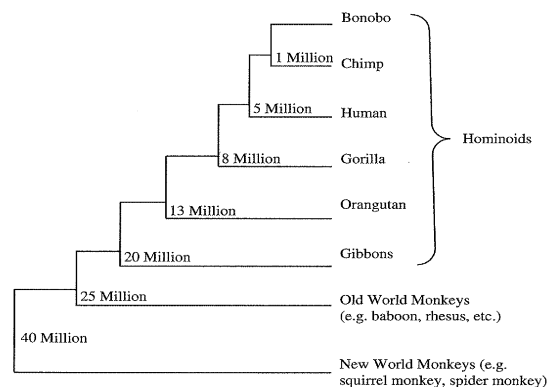 Bonobo
1 Million
Chimp
5 Million
Human
Hominoids
8 Million
Gorilla
13 Million
Orangutan
20 Million
Gibbons
25 Million
Old World Monkeys
(e.g. baboon, rhesus, etc.)
40 Million
New World Monkeys (e.g.
squirrel monkey, spider monkey)